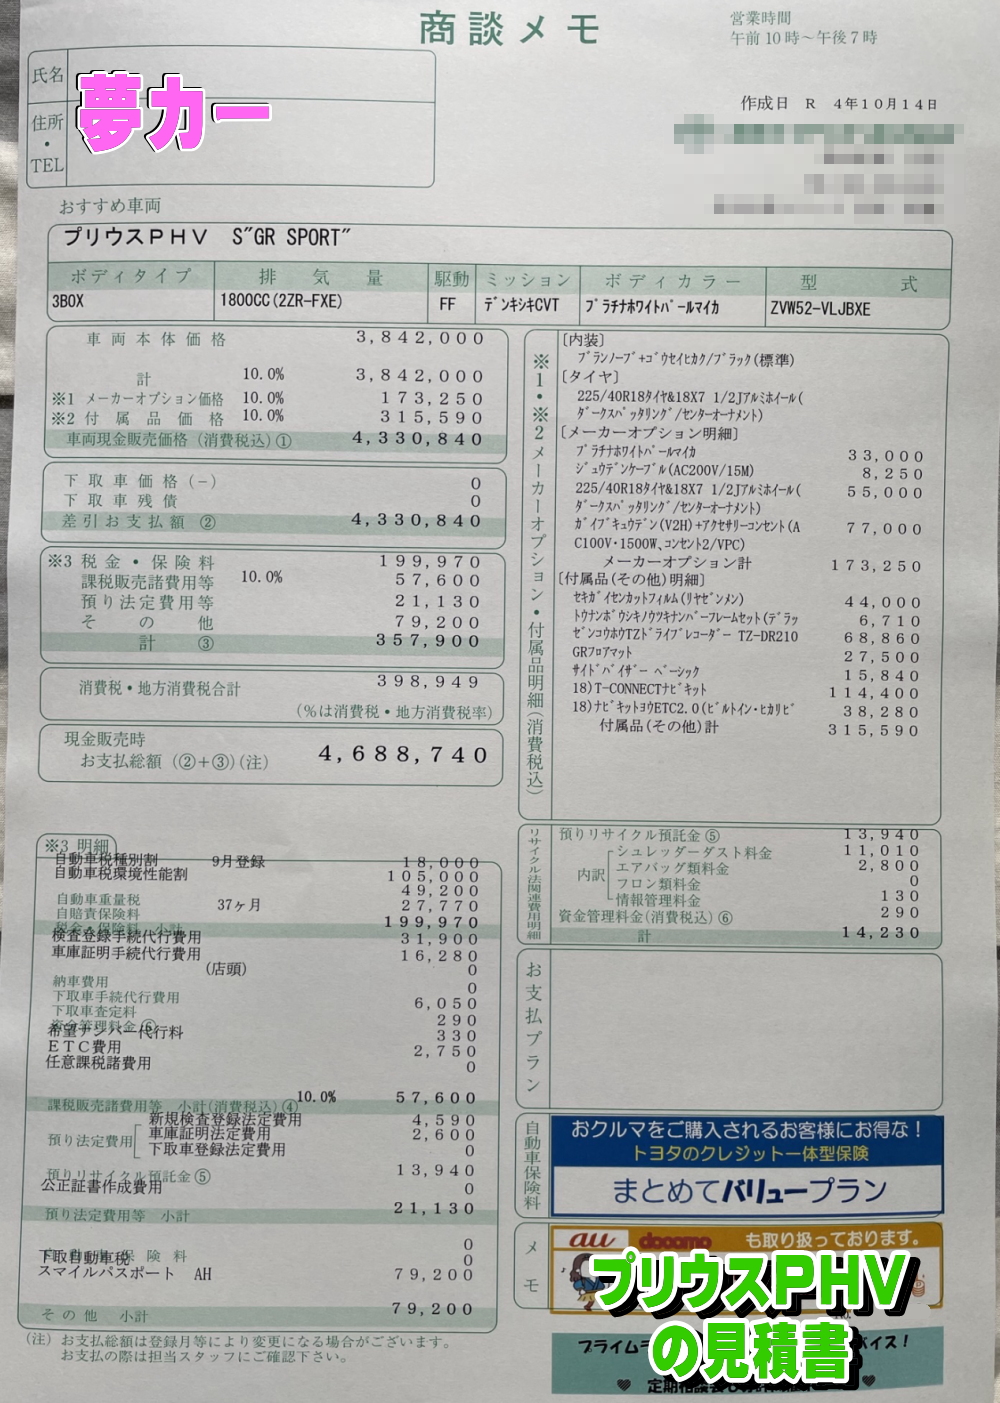 商談メモ
営業時間
午前10時～午後7時
氏名
住所
・
TEL
夢カー
作成日 R 4年10月14日
おすすめ車両
プリウスＰＨＶ S"GR SPORT"
ボディタイプ 排気量 駆動 ミッション ボディカラー 型式
3BOX 1800CC(2ZR-FXE) FF ﾃﾞﾝｷｼｷCVT ﾌﾟﾗﾁﾅﾎﾜｲﾄﾊﾟｰﾙﾏｲｶ ZVW52-VLJBXE
車両本体価格 3,842,000
計 10.0% 3,842,000
※1 メーカーオプション価格 10.0% 173,250
※2 付属品価格 10.0% 315,590
車両現金販売価格（消費税込）① 4,330,840
下取車価格（−） 0
下取車残債 0
差引お支払額 ② 4,330,840
※3 税金・保険料 199,970
課税販売諸費用等 10.0% 57,600
預り法定費用等 21,130
その他 79,200
計 ③ 357,900
消費税・地方消費税合計 398,949
（%は消費税・地方消費税率）
現金販売時
お支払総額（②＋③）（注） 4,688,740
※1・※2 メーカーオプション・付属品明細（消費税込）
［内装］
ﾌﾞﾗﾝﾉｰﾌﾞ+ｺﾞｳｾｲﾋｶｸ/ﾌﾞﾗｯｸ(標準)
［タイヤ］
225/40R18ﾀｲﾔ&18X7 1/2Jｱﾙﾐﾎｲｰﾙ(
ﾀﾞｰｸｽﾊﾟｯﾀﾘﾝｸﾞ/ｾﾝﾀｰｵｰﾅﾒﾝﾄ)
［メーカーオプション明細］
ﾌﾟﾗﾁﾅﾎﾜｲﾄﾊﾟｰﾙﾏｲｶ 33,000
ｼﾞｭｳﾃﾞﾝｹｰﾌﾞﾙ(AC200V/15M) 8,250
225/40R18ﾀｲﾔ&18X7 1/2Jｱﾙﾐﾎｲｰﾙ( 55,000
ﾀﾞｰｸｽﾊﾟｯﾀﾘﾝｸﾞ/ｾﾝﾀｰｵｰﾅﾒﾝﾄ)
ｶﾞｲﾌﾞｷｭｳﾃﾞﾝ(V2H)+ｱｸｾｻﾘｰｺﾝｾﾝﾄ(A 77,000
C100V･1500W､ｺﾝｾﾝﾄ2/VPC)
メーカーオプション計 173,250
［付属品(その他)明細］
ｾｷｶﾞｲｾﾝｶｯﾄﾌｨﾙﾑ(ﾘﾔｾﾞﾝﾒﾝ) 44,000
ﾄｳﾅﾝﾎﾞｳｼｷﾉｳﾂｷﾅﾝﾊﾞｰﾌﾚｰﾑｾｯﾄ(ﾃﾞﾗｯ 6,710
ｾﾞﾝｺｳﾎｳTZﾄﾞﾗｲﾌﾞﾚｺｰﾀﾞｰ TZ-DR210 68,860
GRﾌﾛｱﾏｯﾄ 27,500
ｻｲﾄﾞﾊﾞｲｻﾞｰ ﾍﾞｰｼｯｸ 15,840
18)T-CONNECTﾅﾋﾞｷｯﾄ 114,400
18)ﾅﾋﾞｷｯﾄﾖｳETC2.0(ﾋﾞﾙﾄｲﾝ･ﾋｶﾘﾋﾞ 38,280
付属品(その他)計 315,590
※3 明細
自動車税種別割 9月登録 18,000
自動車税環境性能割 105,000
自動車重量税 49,200
自賠責保険料 37ヶ月 27,770
税金・保険料 小計 199,970
検査登録手続代行費用 31,900
車庫証明手続代行費用 16,280
(店頭) 0
納車費用 0
下取車手続代行費用 6,050
下取車査定料
資金管理料金⑥ 290
希望ナンバー代行料 330
ＥＴＣ費用 2,750
任意課税諸費用 0
課税販売諸費用等 小計(消費税込)④ 10.0% 57,600
預り法定費用
新規検査登録法定費用 4,590
車庫証明法定費用 2,600
下取車登録法定費用
預りリサイクル預託金⑤ 13,940
公正証書作成費用 0
預り法定費用等 小計 21,130
0
下取自動車税 0
スマイルパスポート AH 79,200
その他 小計 79,200
（注）お支払総額は登録月等により変更になる場合がございます。
お支払の際は担当スタッフにご確認下さい。
リサイクル法関連費用明細
預りリサイクル預託金⑤ 13,940
内訳
シュレッダーダスト料金 11,010
エアバッグ類料金 2,800
フロン類料金 0
情報管理料金 130
資金管理料金(消費税込)⑥ 290
計 14,230
お支払プラン
自動車保険料
おクルマをご購入されるお客様にお得な！
トヨタのクレジット一体型保険
まとめてバリュープラン
メモ
au docomo も取り扱っております。
プリウスPHV
の見積書